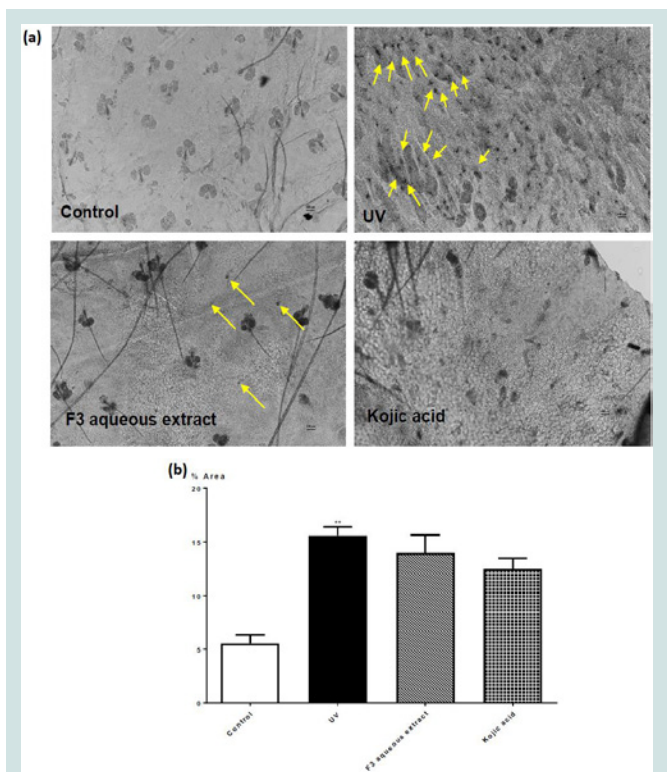 (a)
Control
UV
F3 aqueous extract
Kojic acid
(b)
% Area
20
15
10
5
0
**
Control
UV
F3 aqueous extract
Kojic acid